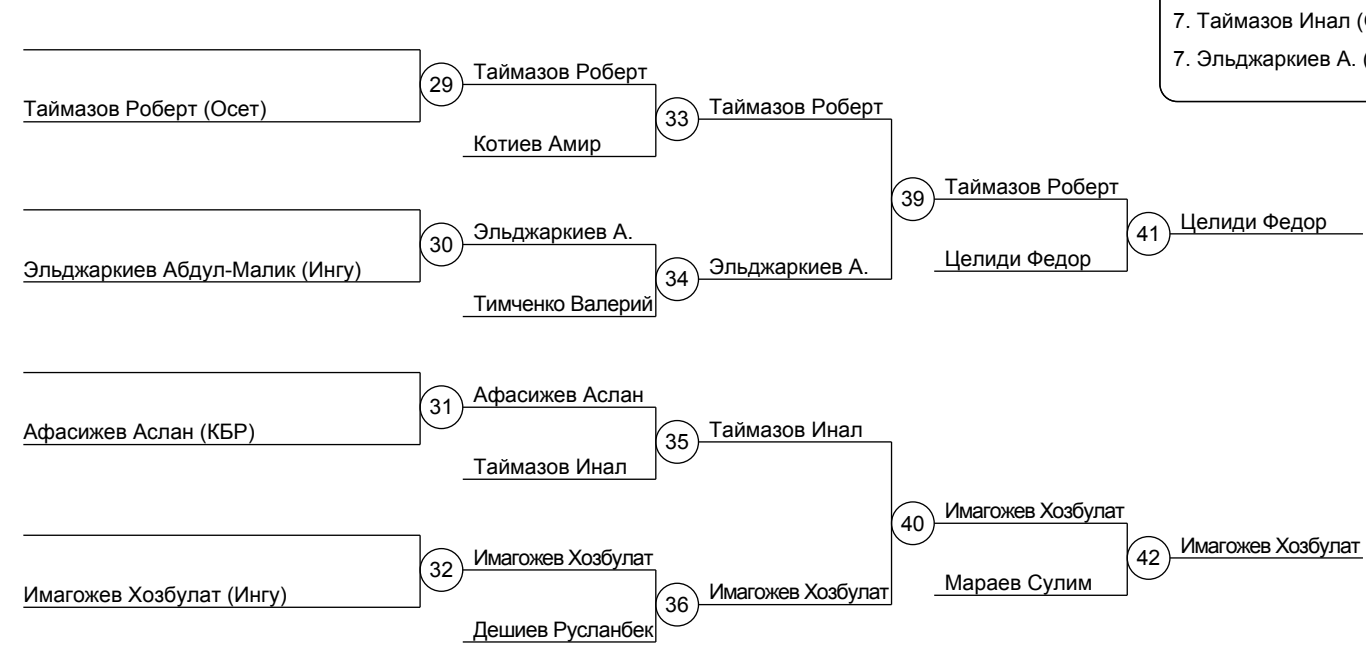 7. Таймазов Инал (
7. Эльджаркиев А. (
Таймазов Роберт (Осет)
29
Таймазов Роберт
Котиев Амир
33
Таймазов Роберт
Эльджаркиев Абдул-Малик (Ингу)
30
Эльджаркиев А.
Тимченко Валерий
34
Эльджаркиев А.
39
Таймазов Роберт
Целиди Федор
41
Целиди Федор
Афасижев Аслан (КБР)
31
Афасижев Аслан
Таймазов Инал
35
Таймазов Инал
Имагожев Хозбулат (Ингу)
32
Имагожев Хозбулат
Дешиев Русланбек
36
Имагожев Хозбулат
40
Имагожев Хозбулат
Мараев Сулим
42
Имагожев Хозбулат